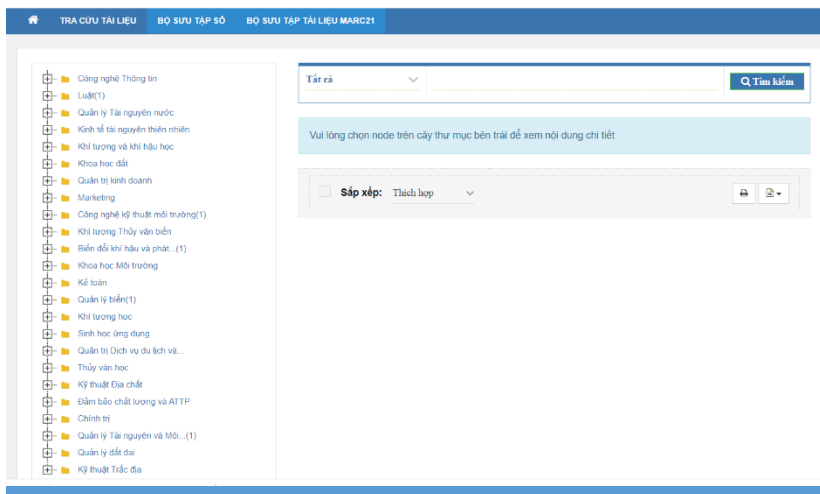 TRA CỨU TÀI LIỆU BỘ SƯU TẬP SỐ BỘ SƯU TẬP TÀI LIỆU MARC21
Công nghệ Thông tin
Luật(1)
Quản lý Tài nguyên nước
Kinh tế tài nguyên thiên nhiên
Khí tượng và khí hậu học
Khoa học đất
Quản trị kinh doanh
Marketing
Công nghệ kỹ thuật môi trường(1)
Khí tượng Thủy văn biển
Biến đổi khí hậu và phát...(1)
Khoa học Môi trường
Kế toán
Quản lý biển(1)
Khí tượng học
Sinh học ứng dụng
Quản trị Dịch vụ du lịch và...
Thủy văn học
Kỹ thuật Địa chất
Đảm bảo chất lượng và ATTP
Chính trị
Quản lý Tài nguyên và Môi...(1)
Quản lý đất đai
Kỹ thuật Trắc địa
Tất cả Tìm kiếm
Vui lòng chọn node trên cây thư mục bên trái để xem nội dung chi tiết
Sắp xếp: Thích hợp